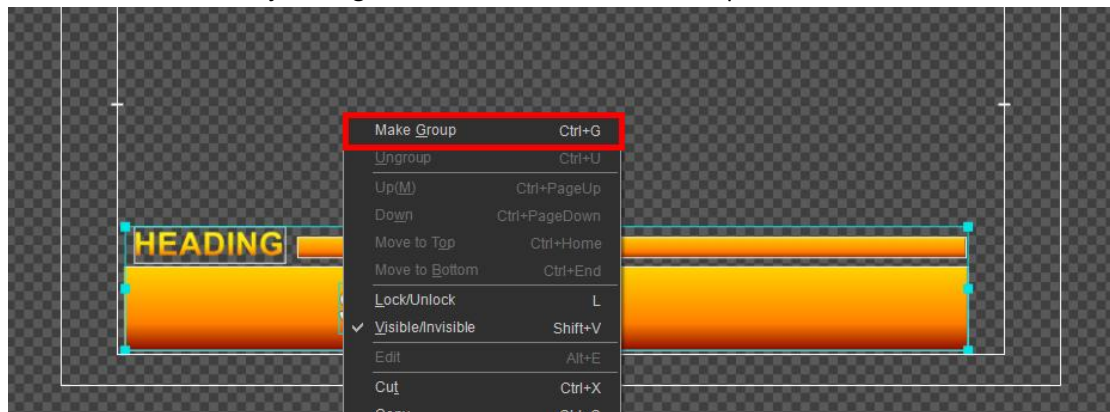 Make Group Ctrl+G
Ungroup Ctrl+U
Up(M) Ctrl+PageUp
Down Ctrl+PageDown
Move to Top Ctrl+Home
Move to Bottom Ctrl+End
HEADING
Lock/Unlock L
Visible/Invisible Shift+V
Edit Alt+E
Cut Ctrl+X